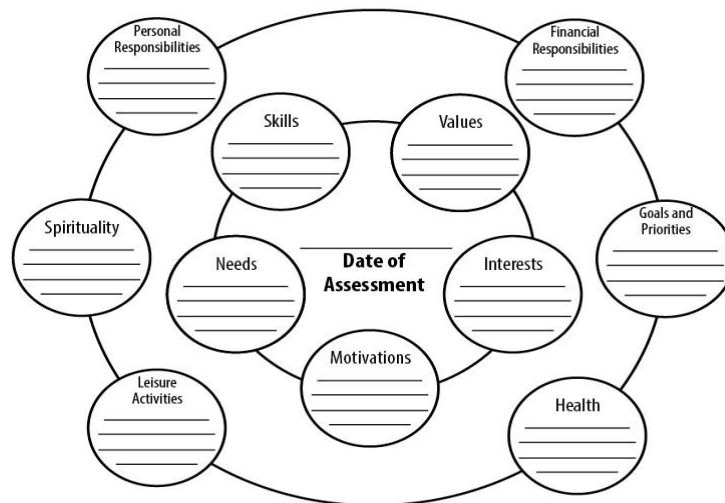 Personal
Responsibilities
Financial
Responsibilities
Skills
Values
Spirituality
Goals and
Priorities
Needs
Date of
Assessment
Interests
Motivations
Leisure
Activities
Health